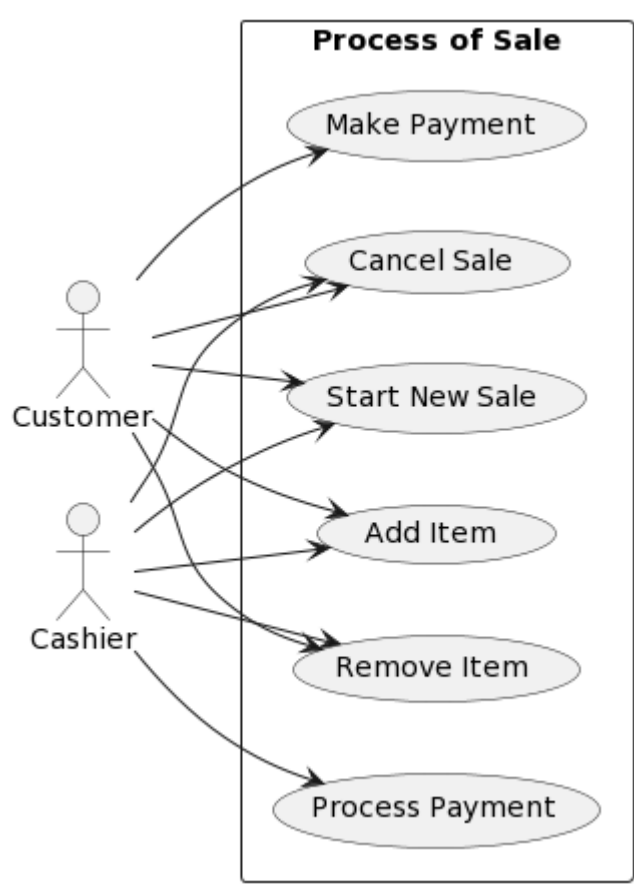 Process of Sale
Make Payment
Cancel Sale
Start New Sale
Customer
Add Item
Cashier
Remove Item
Process Payment